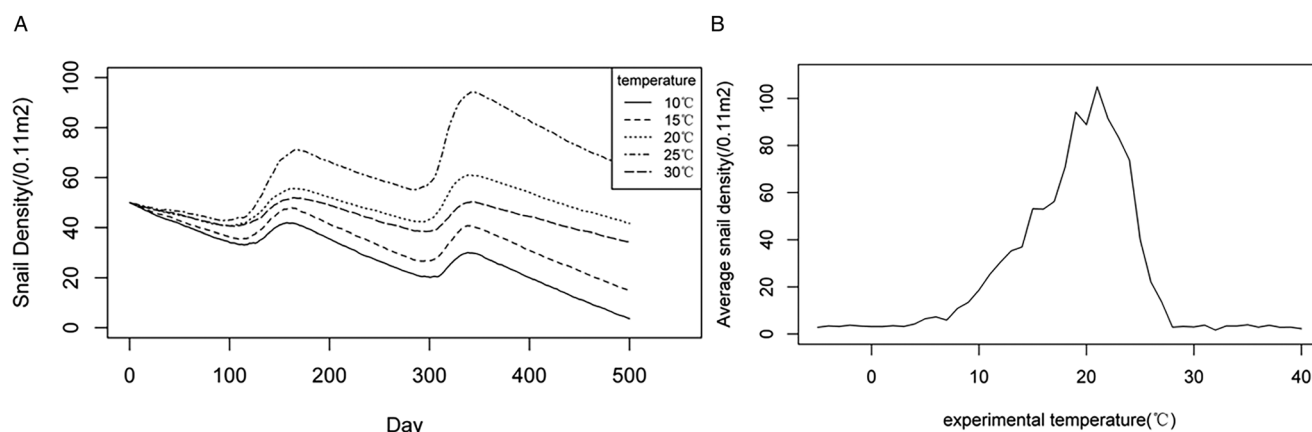 A
Snail Density(/0.11m2)
100
80
60
40
20
0
0 100 200 300 400 500
Day
temperature
10℃
15℃
20℃
25℃
30℃
B
Average snail density(/0.11m2)
100
80
60
40
20
0
0 10 20 30 40
experimental temperature(℃)